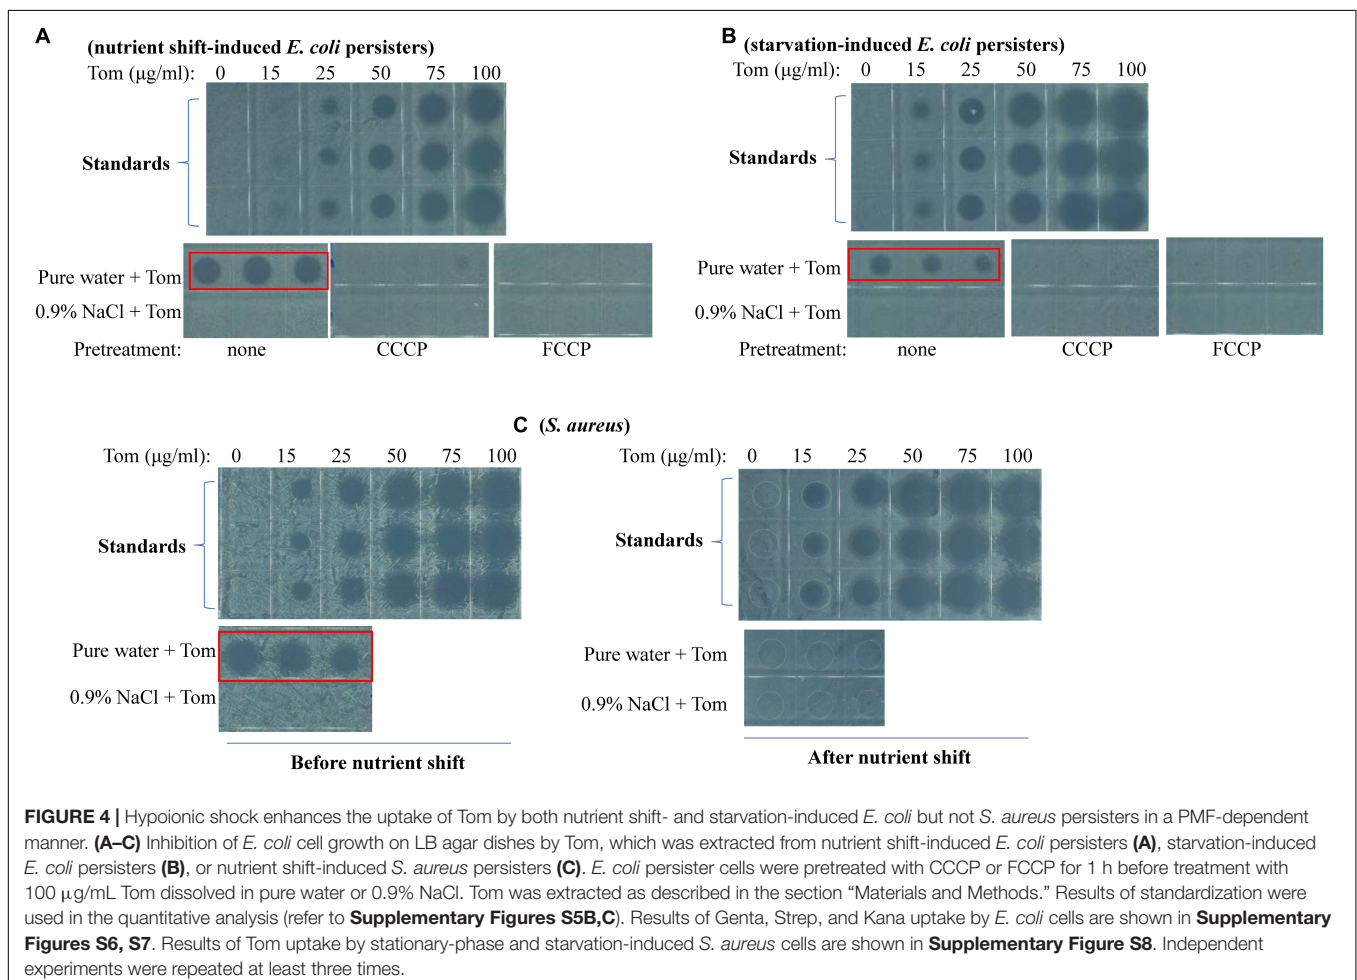 A
(nutrient shift-induced E. coli persisters)
Tom (μg/ml): 0 15 25 50 75 100
Standards
Pure water + Tom
0.9% NaCl + Tom
Pretreatment: none CCCP FCCP
B
(starvation-induced E. coli persisters)
Tom (μg/ml): 0 15 25 50 75 100
Standards
Pure water + Tom
0.9% NaCl + Tom
Pretreatment: none CCCP FCCP
C (S. aureus)
Tom (μg/ml): 0 15 25 50 75 100
Standards
Pure water + Tom
0.9% NaCl + Tom
Before nutrient shift
Tom (μg/ml): 0 15 25 50 75 100
Standards
Pure water + Tom
0.9% NaCl + Tom
After nutrient shift
FIGURE 4 | Hypoionic shock enhances the uptake of Tom by both nutrient shift- and starvation-induced E. coli but not S. aureus persisters in a PMF-dependent
manner. (A–C) Inhibition of E. coli cell growth on LB agar dishes by Tom, which was extracted from nutrient shift-induced E. coli persisters (A), starvation-induced
E. coli persisters (B), or nutrient shift-induced S. aureus persisters (C). E. coli persister cells were pretreated with CCCP or FCCP for 1 h before treatment with
100 μg/mL Tom dissolved in pure water or 0.9% NaCl. Tom was extracted as described in the section “Materials and Methods.” Results of standardization were
used in the quantitative analysis (refer to Supplementary Figures S5B,C). Results of Genta, Strep, and Kana uptake by E. coli cells are shown in Supplementary
Figures S6, S7. Results of Tom uptake by stationary-phase and starvation-induced S. aureus cells are shown in Supplementary Figure S8. Independent
experiments were repeated at least three times.